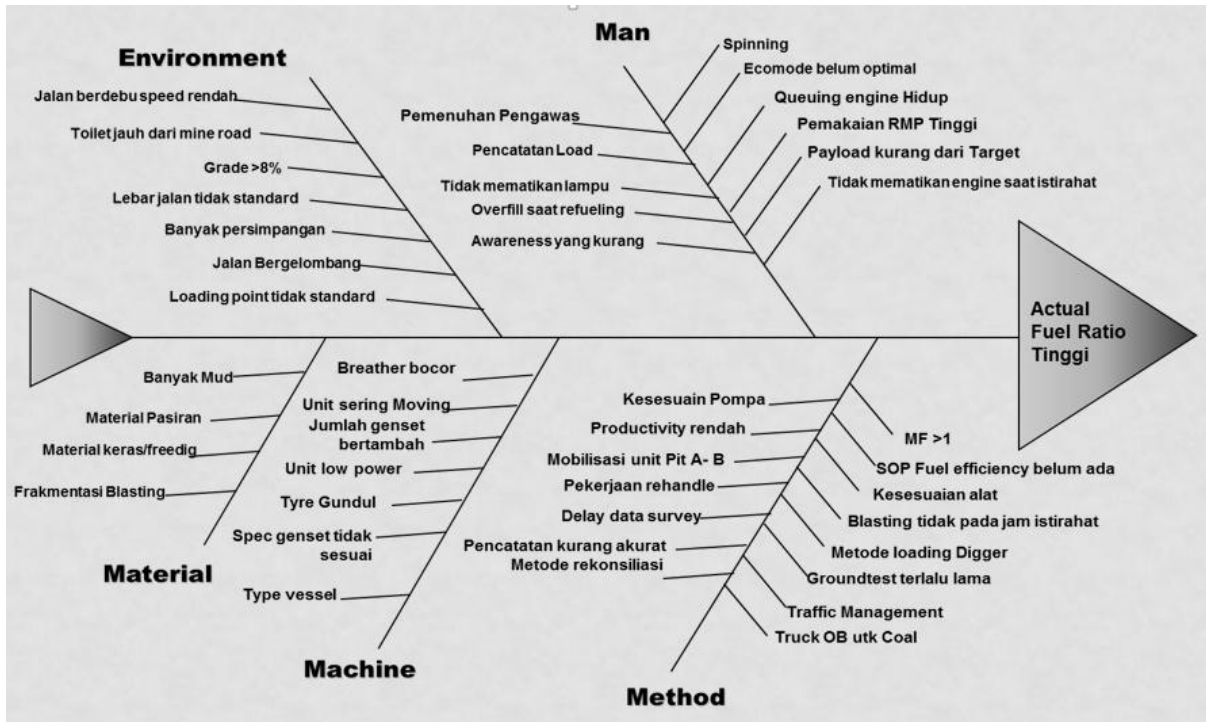 Environment
Jalan berdebu speed rendah
Toilet jauh dari mine road
Grade >8%
Lebar jalan tidak standard
Banyak persimpangan
Jalan Bergelombang
Loading point tidak standard
Man
Pemenuhan Pengawas
Pencatatan Load
Tidak mematikan lampu
Overfill saat refueling
Awareness yang kurang
Spinning
Ecomode belum optimal
Queuing engine Hidup
Pemakaian RMP Tinggi
Payload kurang dari Target
Tidak mematikan engine saat istirahat
Actual
Fuel Ratio
Tinggi
Banyak Mud
Material Pasiran
Material keras/freedig
Frakmentasi Blasting
Material
Breather bocor
Unit sering Moving
Jumlah genset
bertambah
Unit low power
Tyre Gundul
Spec genset tidak
sesuai
Type vessel
Machine
Kesesuain Pompa
Productivity rendah
Mobilisasi unit Pit A- B
Pekerjaan rehandle
Delay data survey
Pencatatan kurang akurat
Metode rekonsiliasi
MF >1
SOP Fuel efficiency belum ada
Kesesuaian alat
Blasting tidak pada jam istirahat
Metode loading Digger
Groundtest terlalu lama
Traffic Management
Truck OB utk Coal
Method